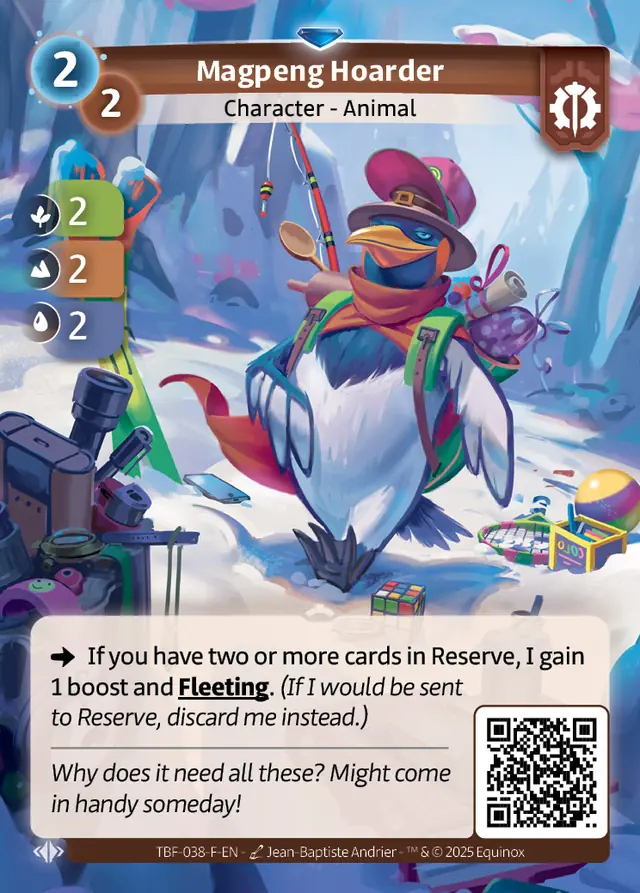 2
Magpeng Hoarder
2
Character - Animal
2
2
2
COLO
➔ If you have two or more cards in Reserve, I gain
1 boost and Fleeting. (If I would be sent
to Reserve, discard me instead.)
Why does it need all these? Might come
in handy someday!
TBF-038-F-EN - Jean-Baptiste Andrier - ™ & © 2025 Equinox